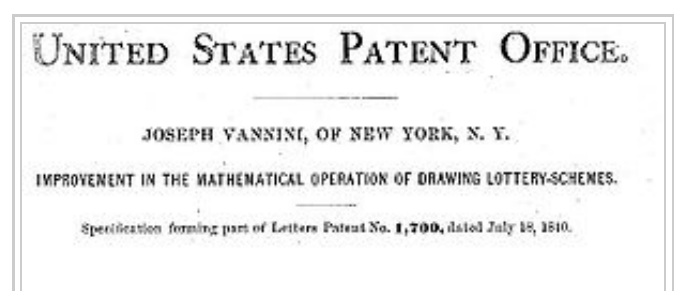 UNITED STATES PATENT OFFICE.
JOSEPH VANNINI, OF NEW YORK, N. Y.
IMPROVEMENT IN THE MATHEMATICAL OPERATION OF DRAWING LOTTERY-SCHEMES.
Specification forming part of Letters Patent No. 1,700, dated July 18, 1840.